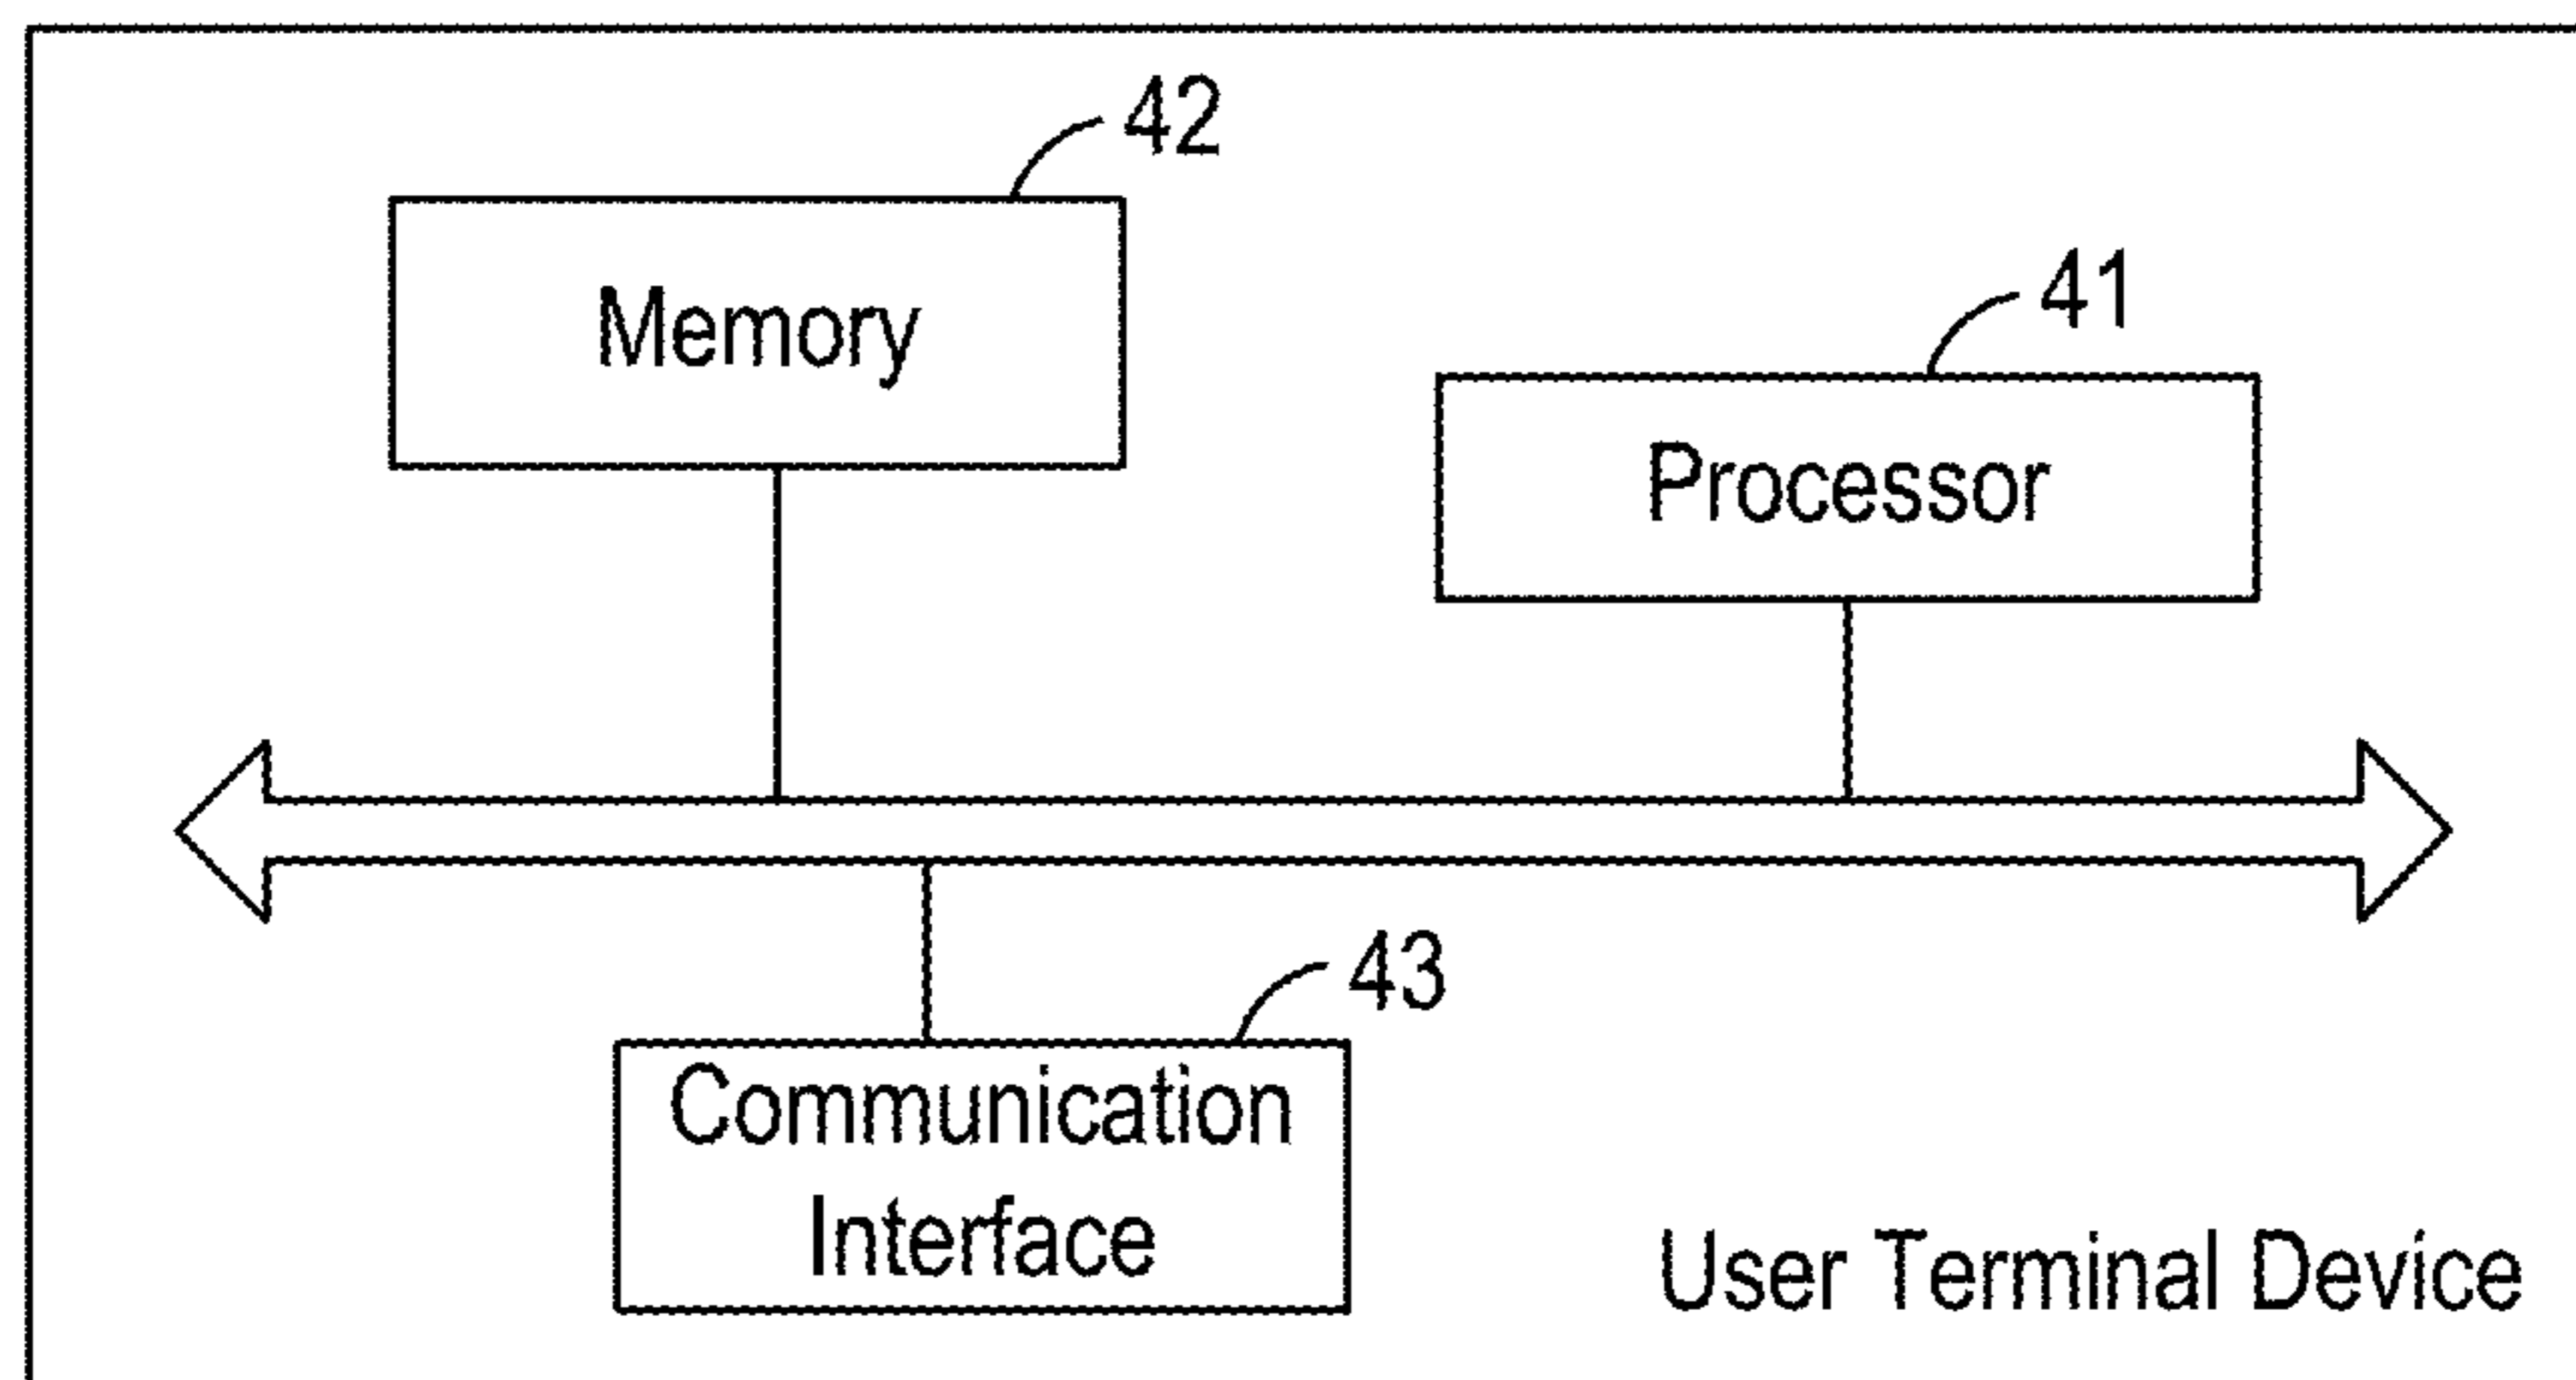 42
Memory
41
Processor
43
Communication
Interface
User Terminal Device